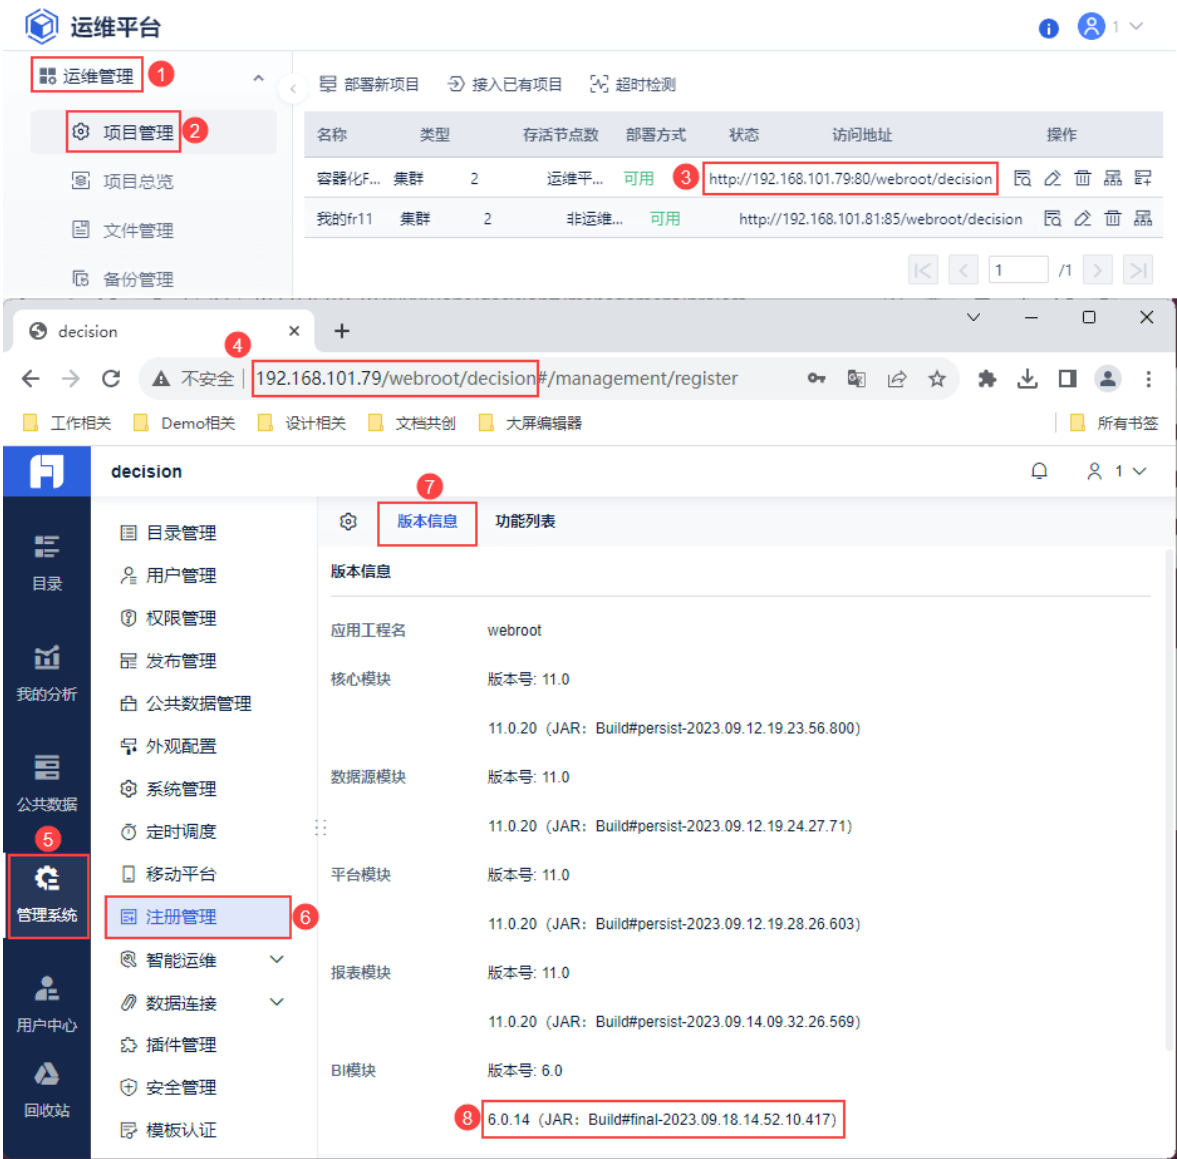 运维平台
1
运维管理 1
部署新项目 接入已有项目 超时检测
项目管理 2
名称 类型 存活节点数 部署方式 状态 访问地址 操作
项目总览
容器化F... 集群 2 运维平... 可用 3 http://192.168.101.79:80/webroot/decision
文件管理
我的fr11 集群 2 非运维... 可用 http://192.168.101.81:85/webroot/decision
备份管理
1 /1
decision
4
不安全 192.168.101.79/webroot/decision#/management/register
工作相关 Demo相关 设计相关 文档共创 大屏编辑器 所有书签
decision 1
7
版本信息 功能列表
目录
我的分析
公共数据
5
管理系统
用户中心
回收站
目录管理
用户管理
权限管理
发布管理
公共数据管理
外观配置
系统管理
定时调度
移动平台
注册管理 6
智能运维
数据连接
插件管理
安全管理
模板认证
版本信息
应用工程名 webroot
核心模块 版本号: 11.0
11.0.20（JAR：Build#persist-2023.09.12.19.23.56.800）
数据源模块 版本号: 11.0
11.0.20（JAR：Build#persist-2023.09.12.19.24.27.71）
平台模块 版本号: 11.0
11.0.20（JAR：Build#persist-2023.09.12.19.28.26.603）
报表模块 版本号: 11.0
11.0.20（JAR：Build#persist-2023.09.14.09.32.26.569）
BI模块 版本号: 6.0
8 6.0.14（JAR：Build#final-2023.09.18.14.52.10.417）